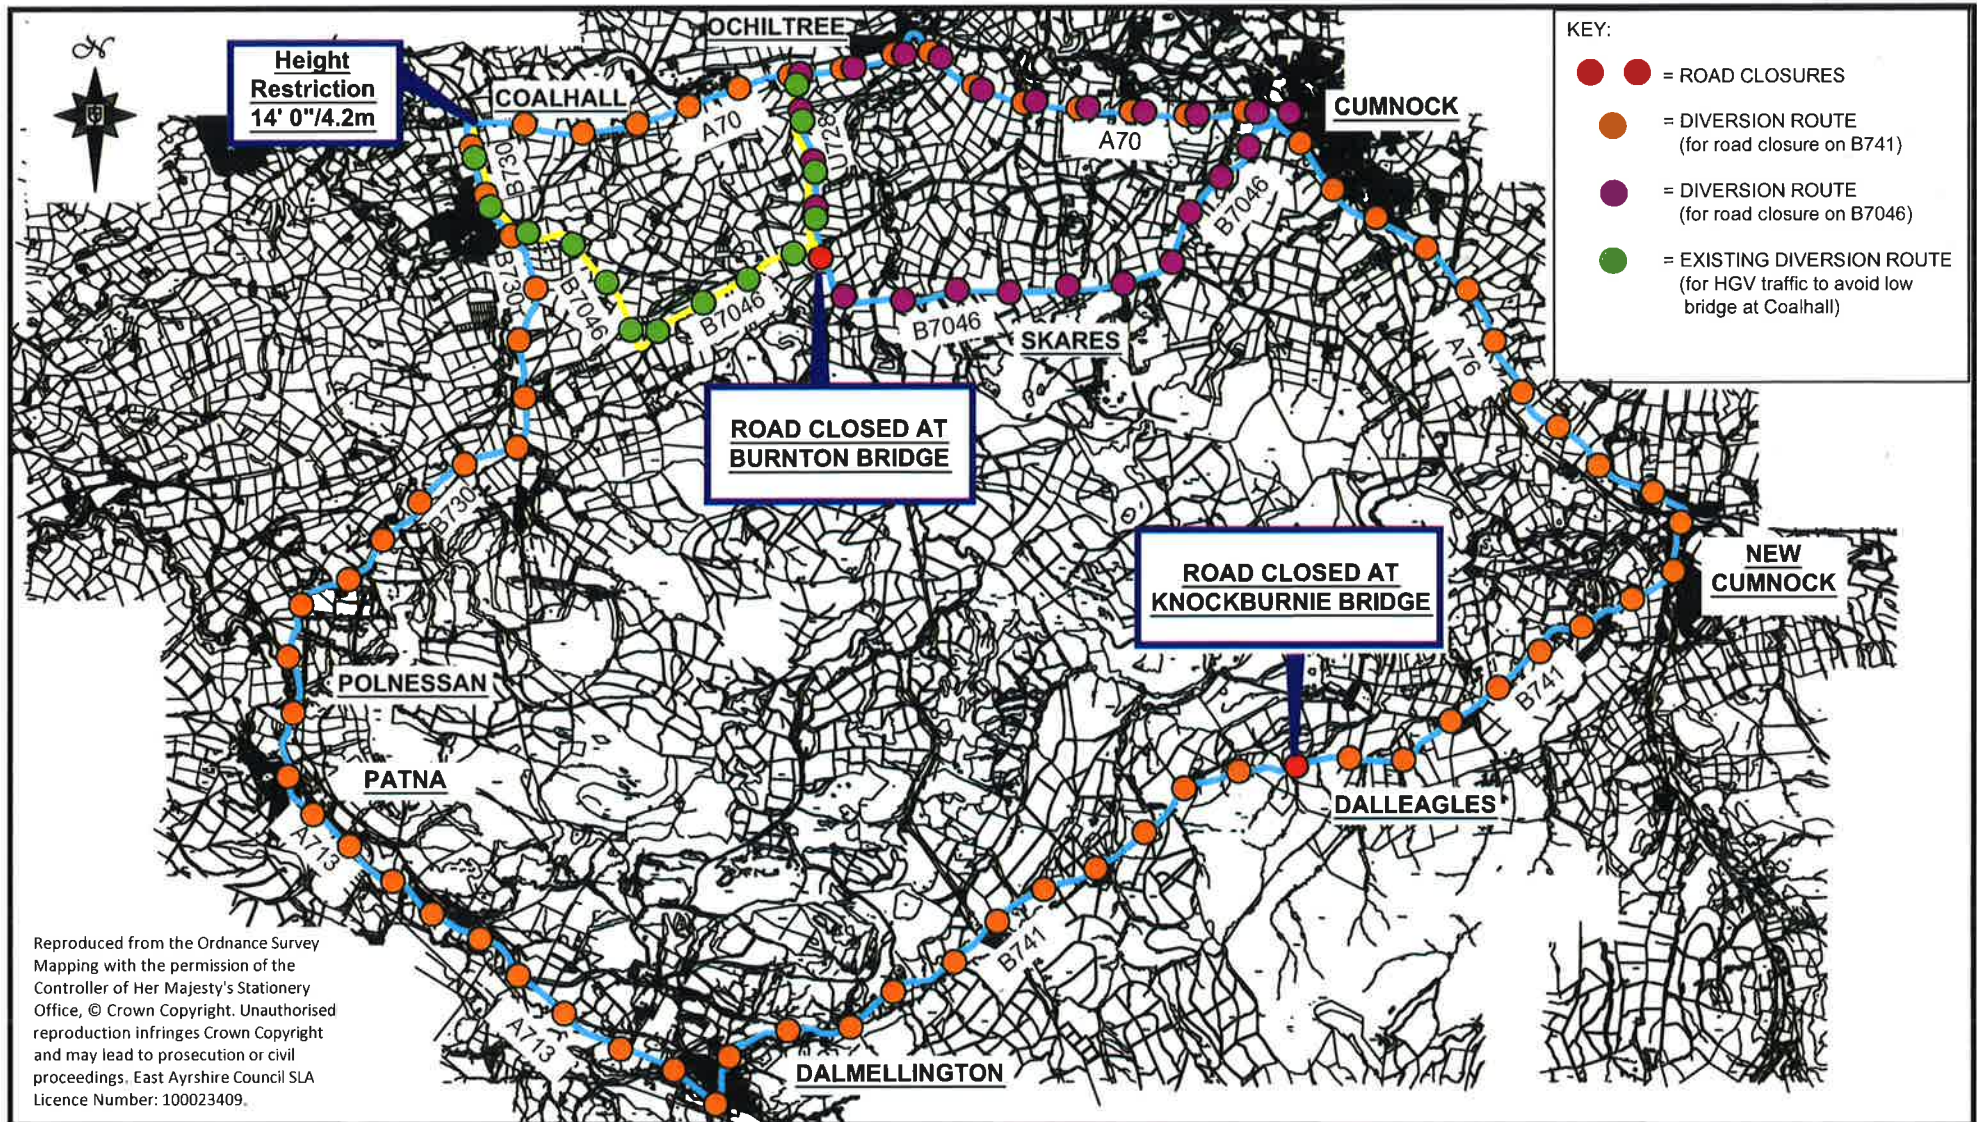 OCHILTREE
Height
Restriction
14' 0"/4.2m
COALHALL
A70
U728
A70
CUMNOCK
B730
B7046
B730
B7046
B7046
B7046
SKARES
A76
ROAD CLOSED AT
BURNTON BRIDGE
B730
ROAD CLOSED AT
KNOCKBURNIE BRIDGE
NEW
CUMNOCK
POLNESSAN
B741
PATNA
DALLEAGLES
A713
B741
A713
DALMELLINGTON
KEY:
= ROAD CLOSURES
= DIVERSION ROUTE
(for road closure on B741)
= DIVERSION ROUTE
(for road closure on B7046)
= EXISTING DIVERSION ROUTE
(for HGV traffic to avoid low
bridge at Coalhall)
Reproduced from the Ordnance Survey
Mapping with the permission of the
Controller of Her Majesty's Stationery
Office, © Crown Copyright. Unauthorised
reproduction infringes Crown Copyright
and may lead to prosecution or civil
proceedings. East Ayrshire Council SLA
Licence Number: 100023409.